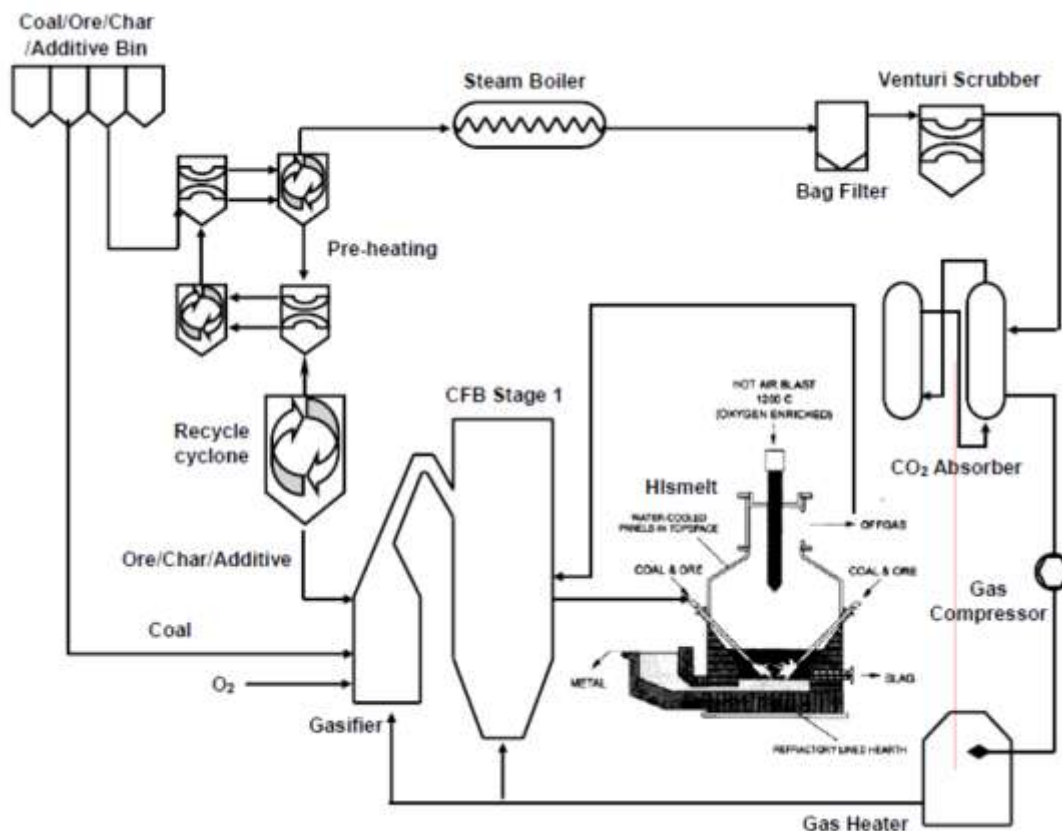 Coal/Ore/Char
/Additive Bin
Steam Boiler
Venturi Scrubber
Bag Filter
Pre-heating
CFB Stage 1
HOT AIR BLAST
1200 C
(OXYGEN ENRICHED)
Recycle
cyclone
CO₂ Absorber
HIsmelt
WATER-COOLED
PANELS IN TOPSPACE
OFFGAS
Ore/Char/Additive
COAL & ORE
COAL & ORE
Gas
Compressor
Coal
O₂
METAL
SLAG
Gasifier
REFRACTORY LINED HEARTH
Gas Heater